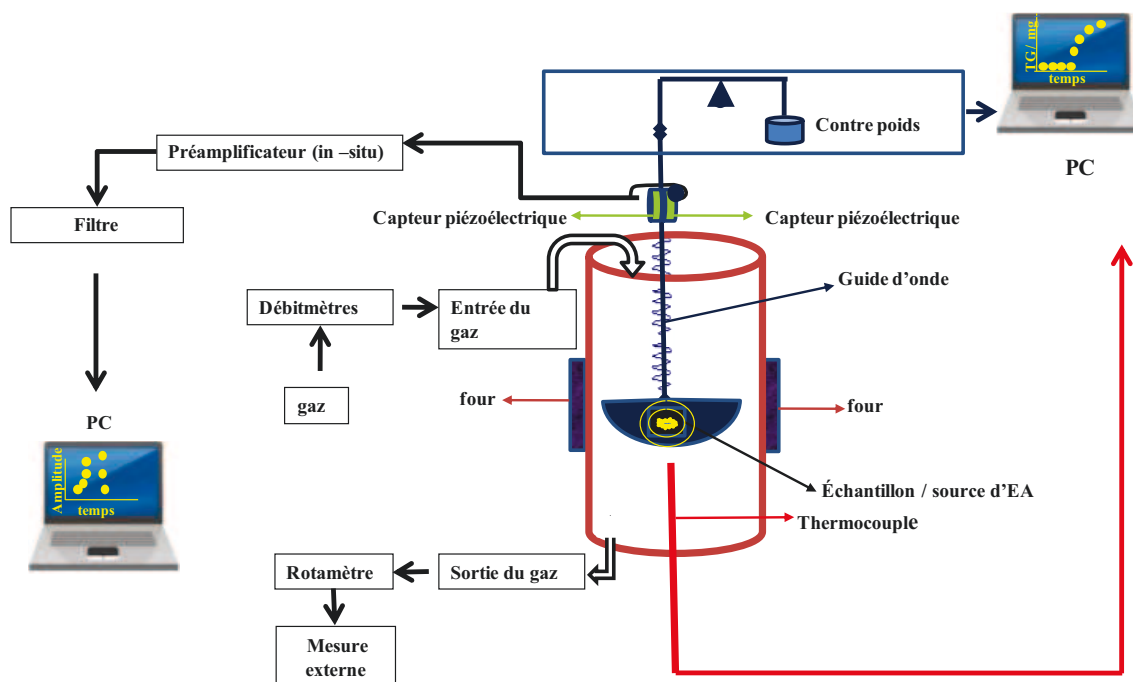 TG / mg
temps
Contre poids
PC
Préamplificateur (in –situ)
Filtre
Capteur piézoélectrique
Capteur piézoélectrique
Guide d'onde
Débitmètres
Entrée du
gaz
gaz
four
four
PC
Amplitude
temps
Échantillon / source d'EA
Thermocouple
Rotamètre
Sortie du gaz
Mesure
externe